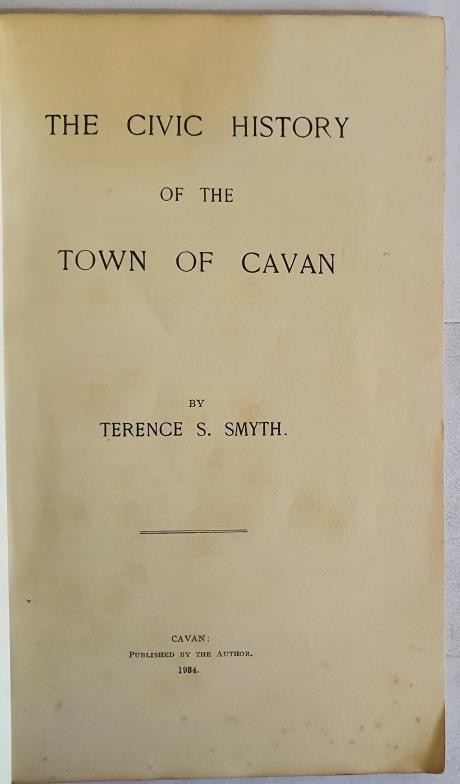 THE CIVIC HISTORY
OF THE
TOWN OF CAVAN
BY
TERENCE S. SMYTH.
CAVAN:
PUBLISHED BY THE AUTHOR.
1934.